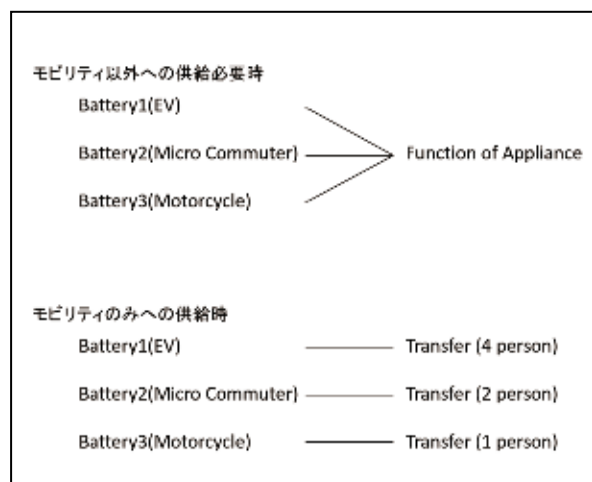 モビリティ以外への供給必要時
Battery1(EV)
Battery2(Micro Commuter) Function of Appliance
Battery3(Motorcycle)
モビリティのみへの供給時
Battery1(EV) Transfer (4 person)
Battery2(Micro Commuter) Transfer (2 person)
Battery3(Motorcycle) Transfer (1 person)